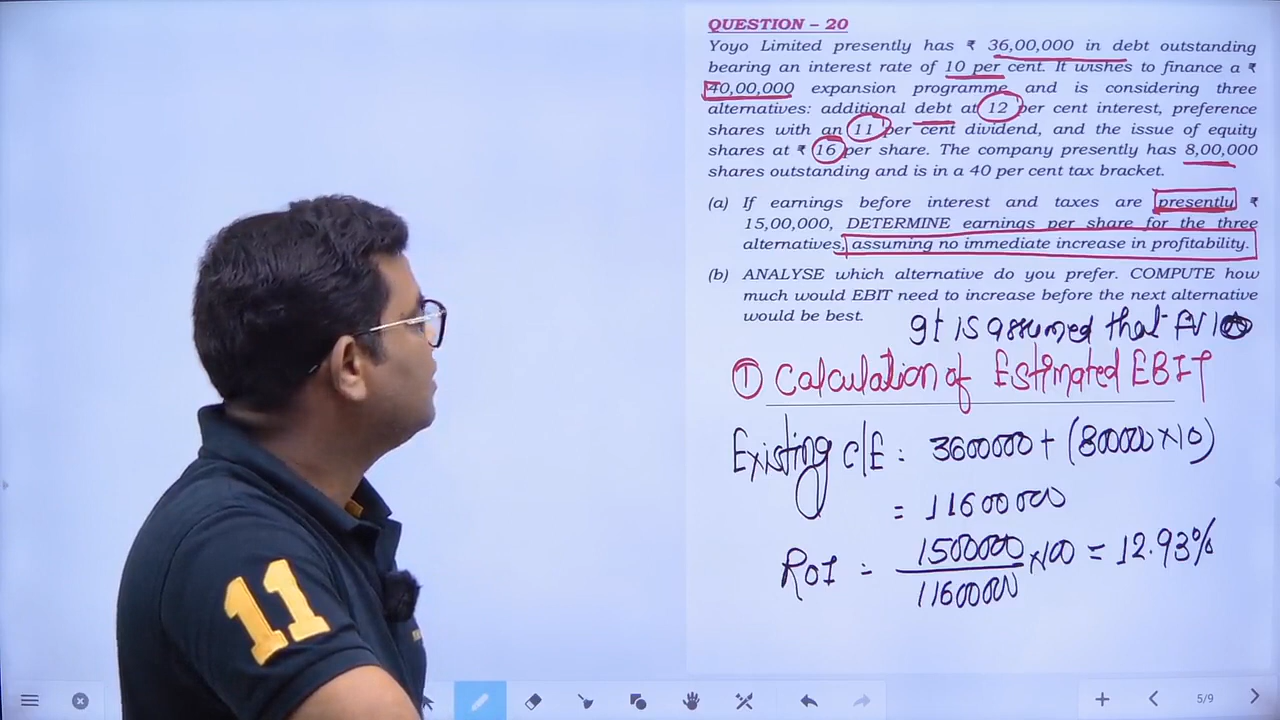 QUESTION – 20
Yoyo Limited presently has ₹ 36,00,000 in debt outstanding
bearing an interest rate of 10 per cent. It wishes to finance a ₹
40,00,000 expansion programme and is considering three
alternatives: additional debt at 12 per cent interest, preference
shares with an 11 per cent dividend, and the issue of equity
shares at ₹ 16 per share. The company presently has 8,00,000
shares outstanding and is in a 40 per cent tax bracket.
(a) If earnings before interest and taxes are presently ₹
15,00,000, DETERMINE earnings per share for the three
alternatives, assuming no immediate increase in profitability.
(b) ANALYSE which alternative do you prefer. COMPUTE how
much would EBIT need to increase before the next alternative
would be best.
It is assumed that FV 10
① Calculation of Estimated EBIT
Existing C/E = 3600000 + (800000×10)
= 11600000
ROI = 1500000 ×100 = 12.93%
11600000
11
5/9